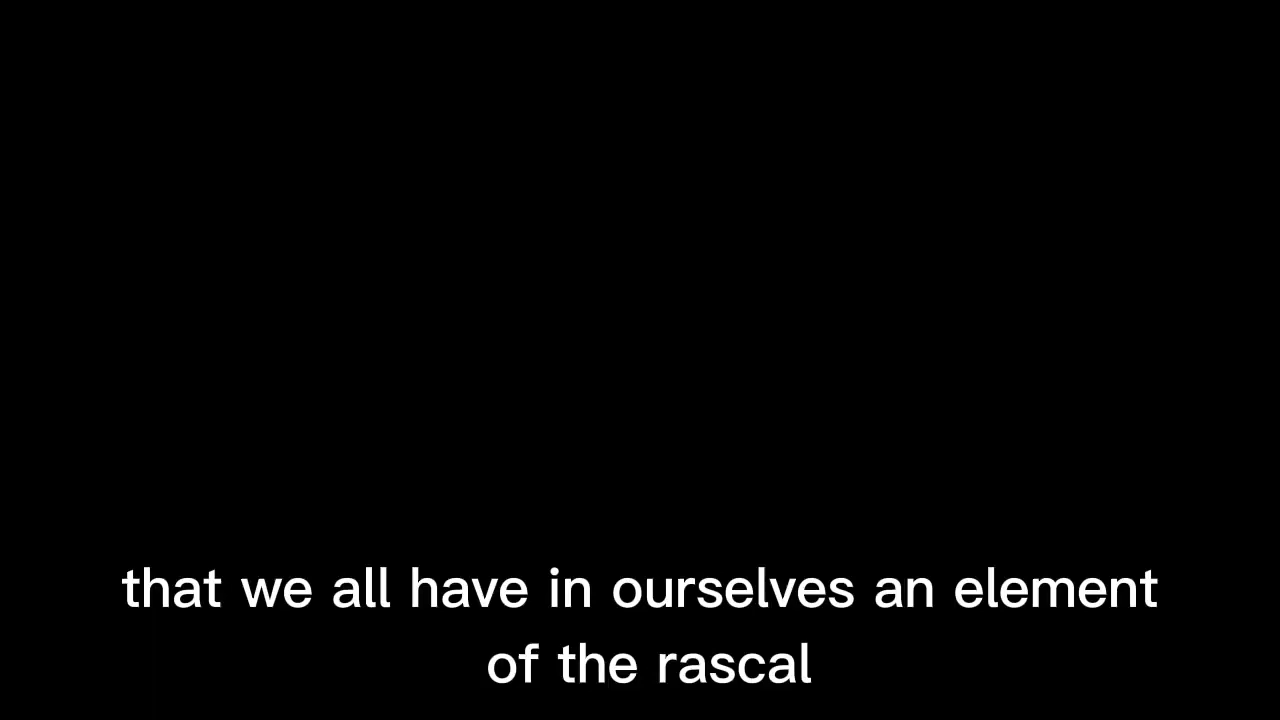 that we all have in ourselves an element
of the rascal